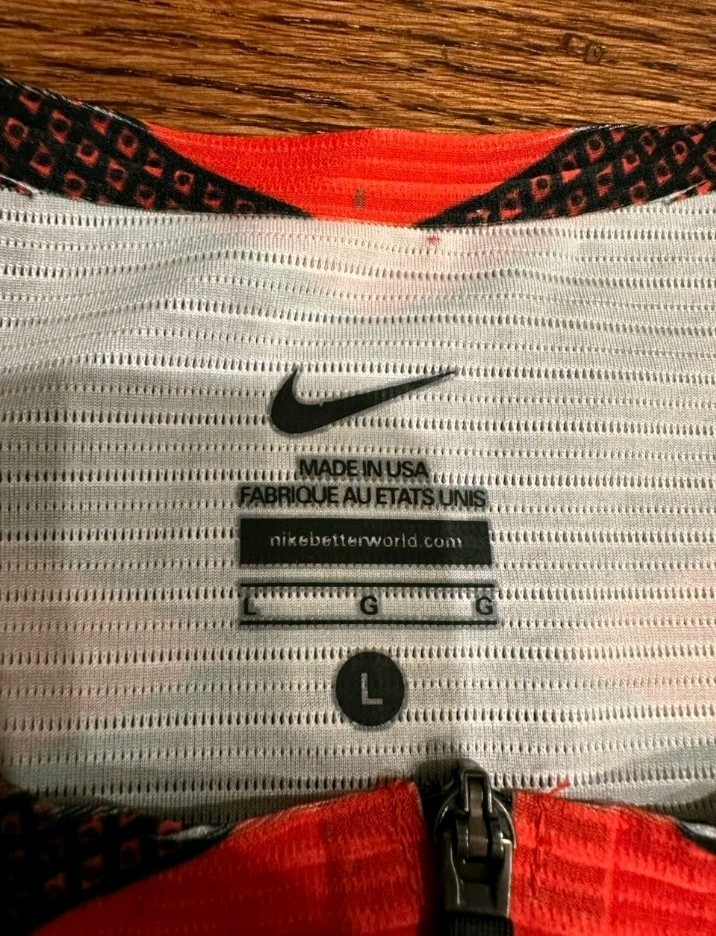 MADE IN USA
FABRIQUE AU ETATS UNIS
nikebetterworld.com
L G G
L